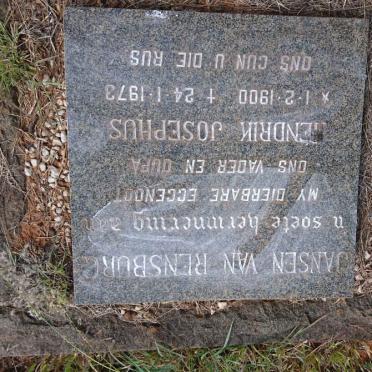 JANSEN VAN RENSBURG
'n soete herinnering aan
MY DIERBARE EGGENOOT
ONS VADER EN OUPA
HENDRIK JOSEPHUS
★ 1·2·1900 ✝ 24·1·1973
ONS GUN U DIE RUS